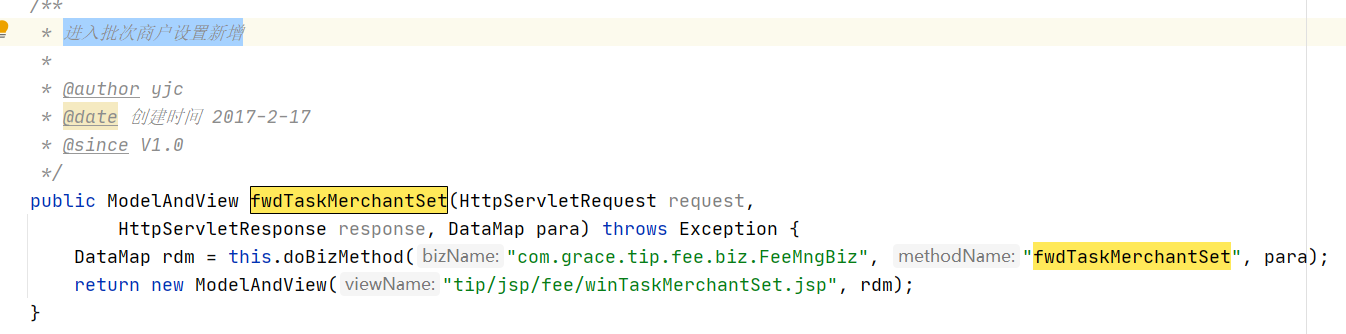 /**
* 进入批次商户设置新增
*
* @author yjc
* @date 创建时间 2017-2-17
* @since V1.0
*/
public ModelAndView fwdTaskMerchantSet(HttpServletRequest request,
HttpServletResponse response, DataMap para) throws Exception {
DataMap rdm = this.doBizMethod( bizName: "com.grace.tip.fee.biz.FeeMngBiz", methodName: "fwdTaskMerchantSet", para);
return new ModelAndView( viewName: "tip/jsp/fee/winTaskMerchantSet.jsp", rdm);
}